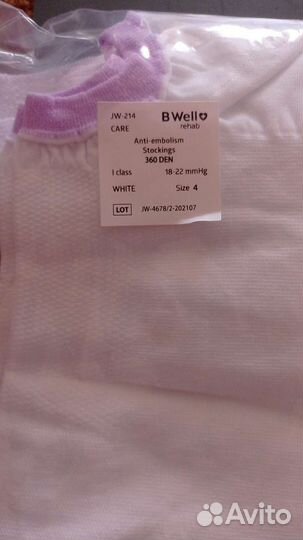 JW-214 B Well
CARE rehab
Anti-embolism
Stockings
360 DEN
I class 18-22 mmHg
WHITE Size 4
LOT JW-4678/2-202107
Avito